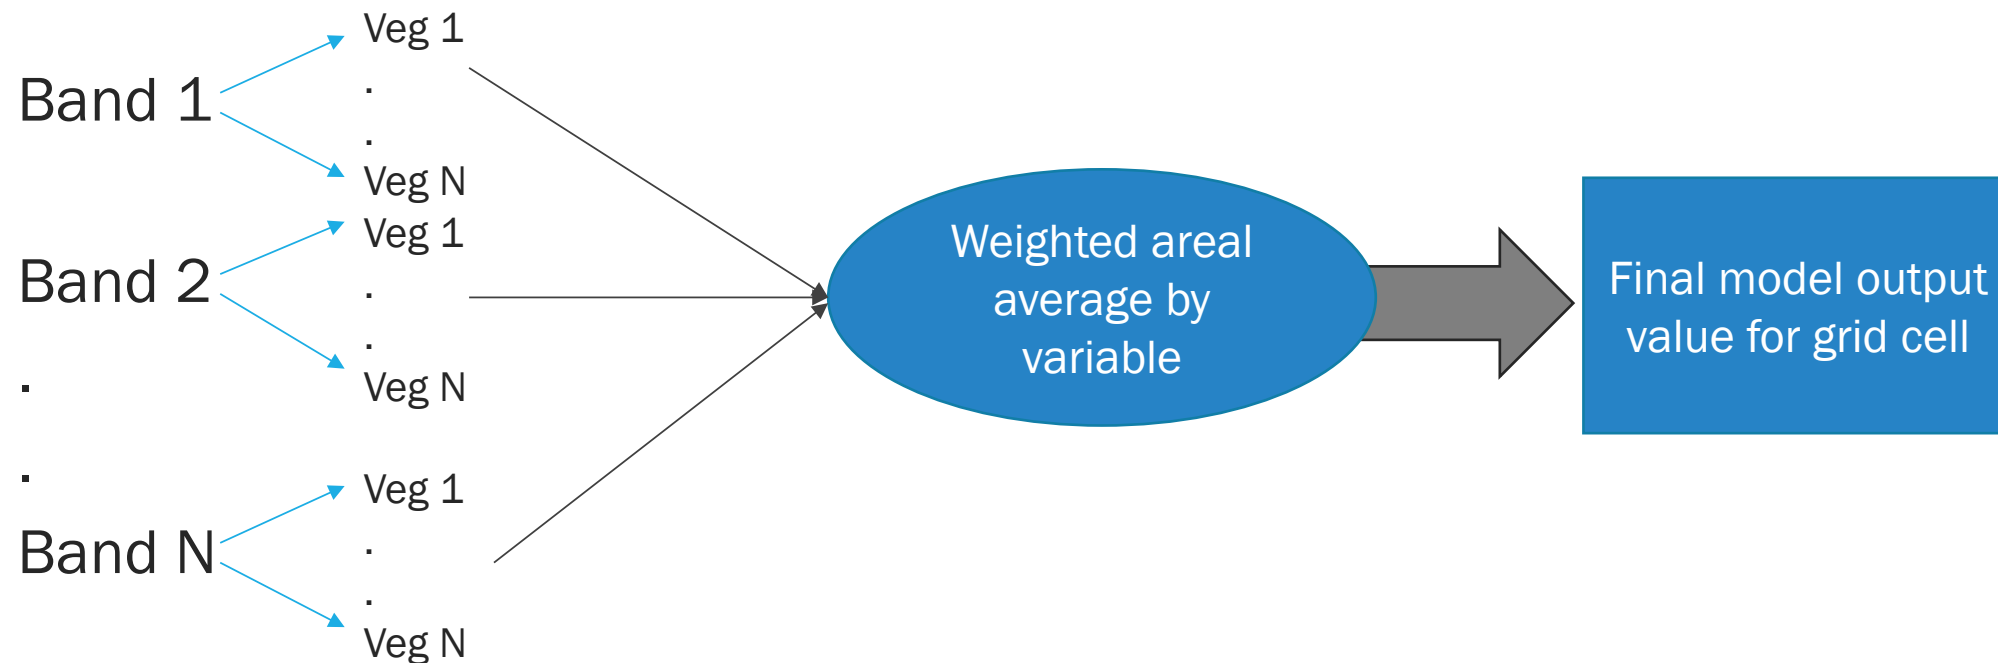 Band 1
Veg 1
.
.
Veg N
Band 2
Veg 1
.
.
Veg N
.
.
Band N
Veg 1
.
.
Veg N
Weighted areal
average by
variable
Final model output
value for grid cell